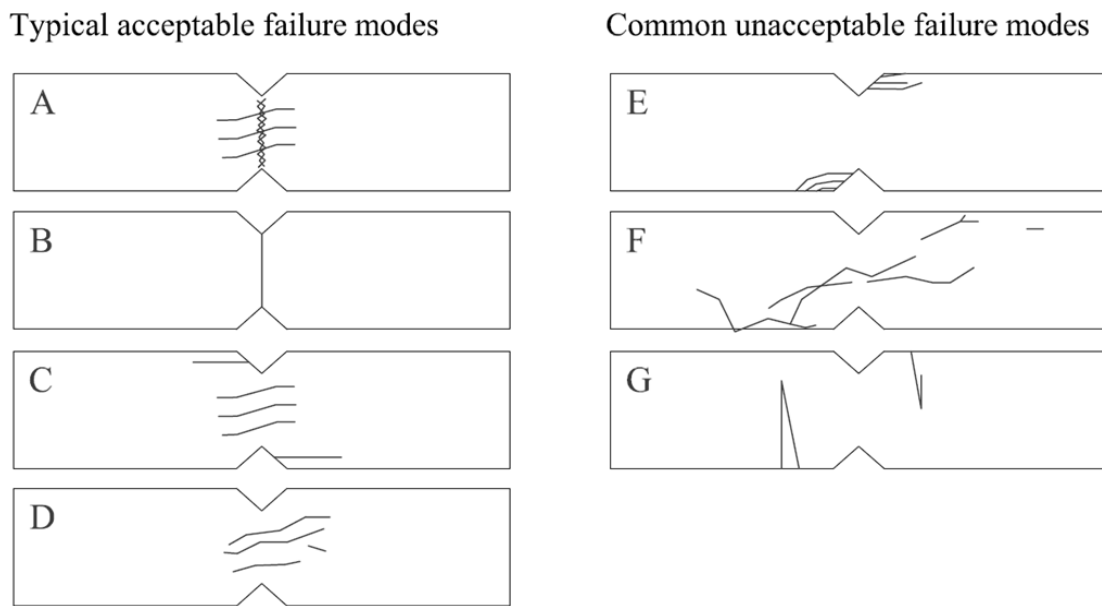 Typical acceptable failure modes
A
B
C
D
Common unacceptable failure modes
E
F
G